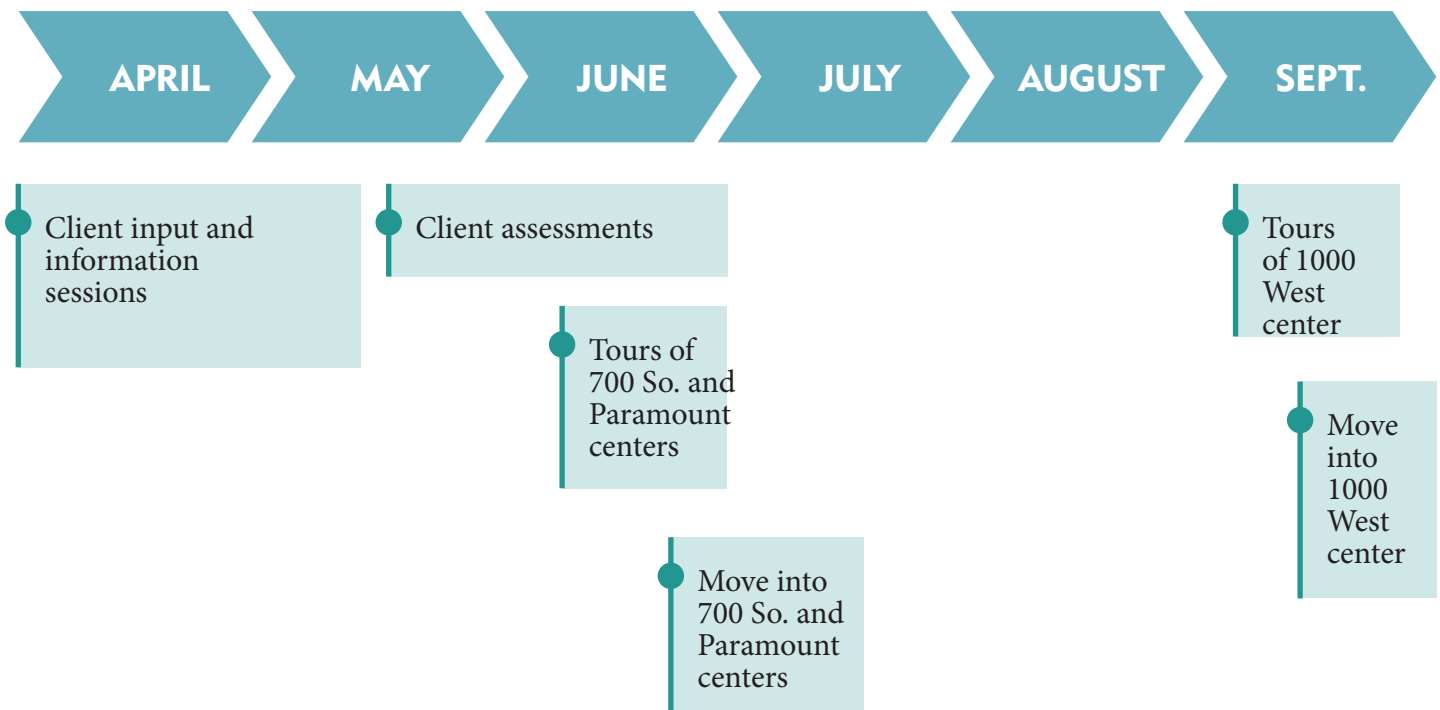 APRIL
MAY
JUNE
JULY
AUGUST
SEPT.
Client input and
information
sessions
Client assessments
Tours of
700 So. and
Paramount
centers
Move into
700 So. and
Paramount
centers
Tours
of 1000
West
center
Move
into
1000
West
center